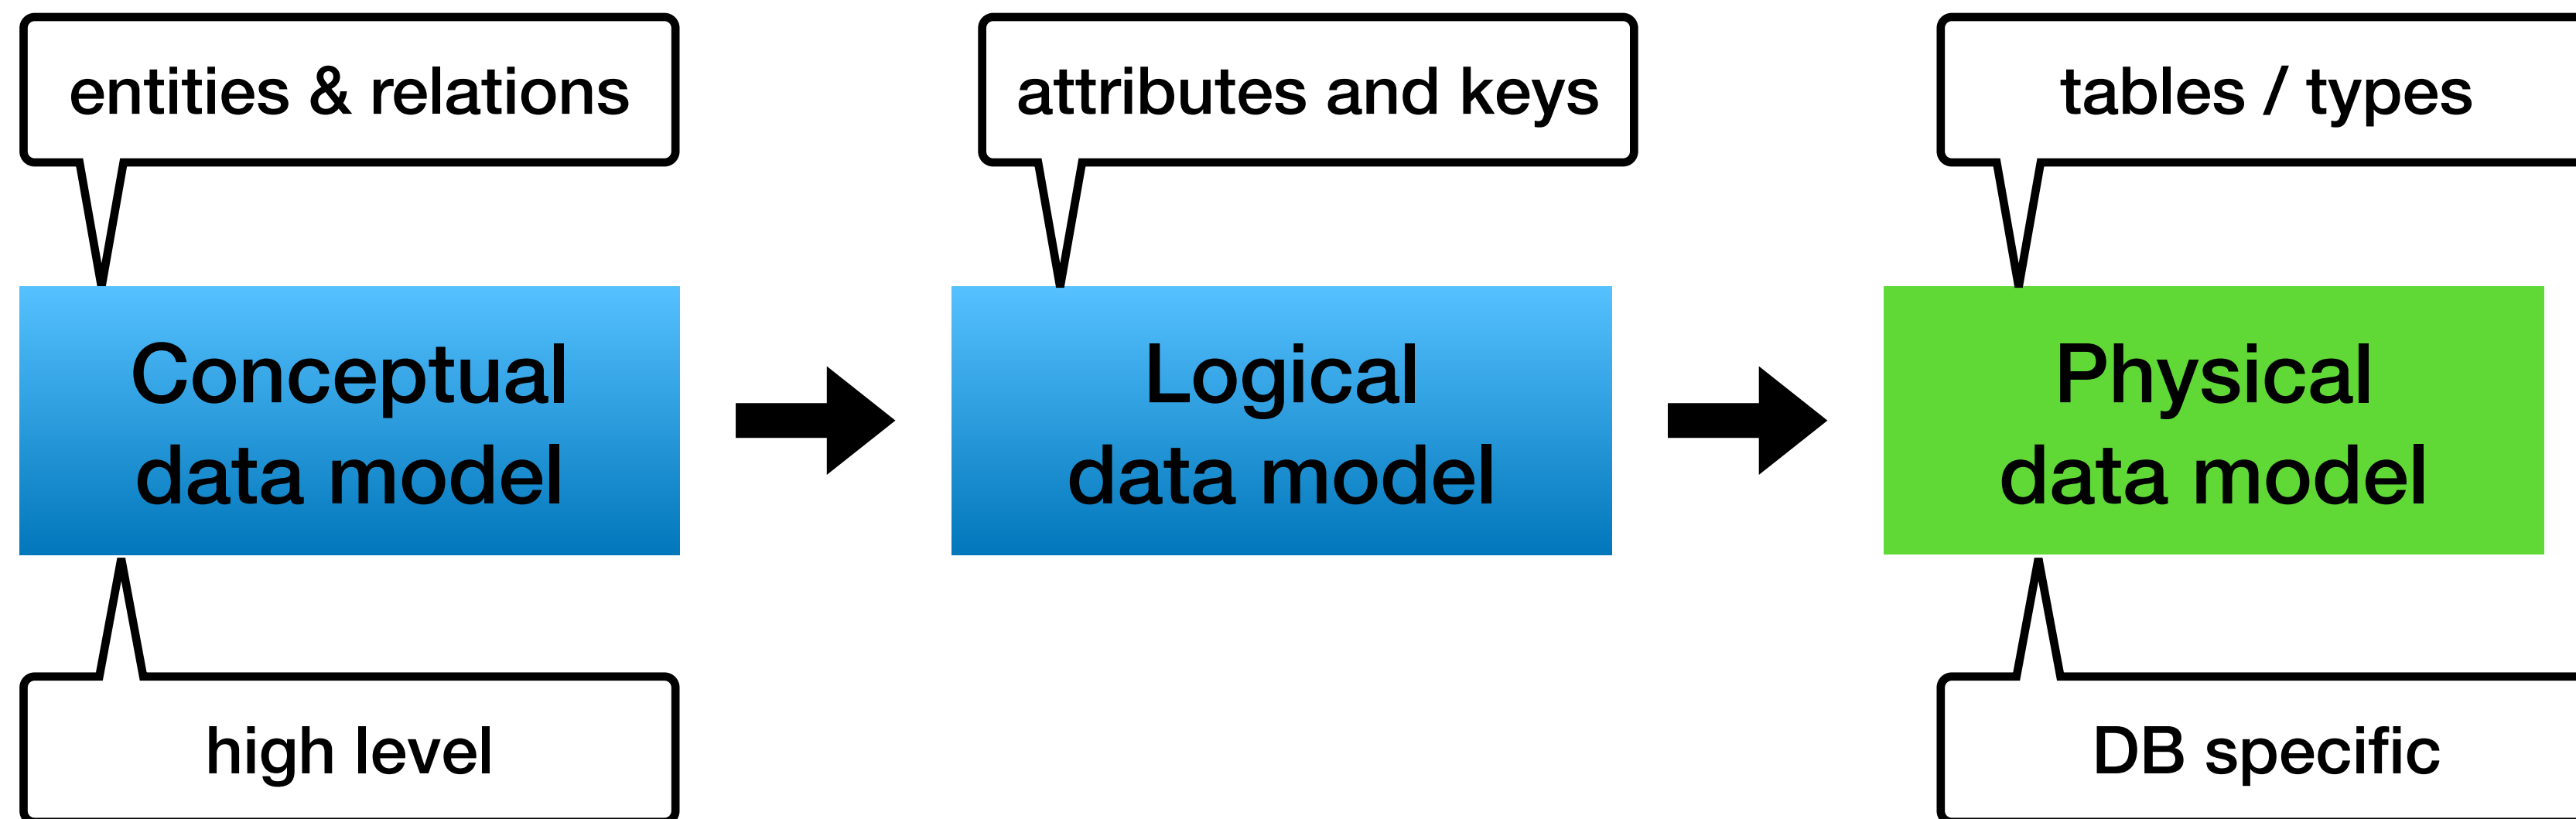 entities & relations
attributes and keys
tables / types
Conceptual
data model
Logical
data model
Physical
data model
high level
DB specific